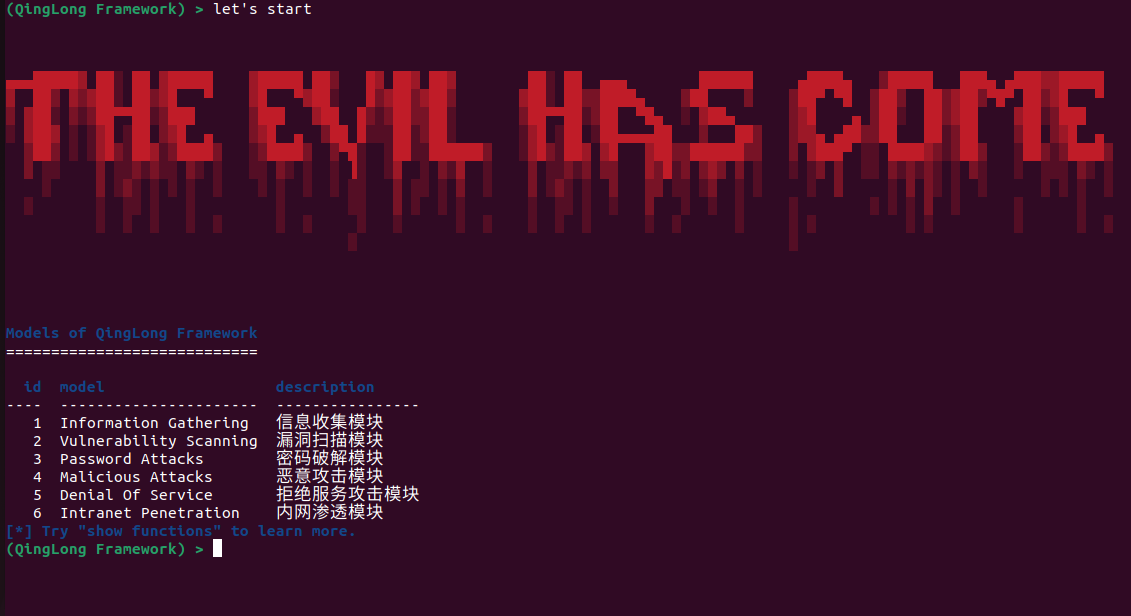 (QingLong Framework) > let's start
THE EVIL HAS COME
Models of QingLong Framework
============================
id  model                   description
----  ----------------------  ----------------
1  Information Gathering   信息收集模块
2  Vulnerability Scanning  漏洞扫描模块
3  Password Attacks        密码破解模块
4  Malicious Attacks       恶意攻击模块
5  Denial Of Service       拒绝服务攻击模块
6  Intranet Penetration    内网渗透模块
[*] Try "show functions" to learn more.
(QingLong Framework) >